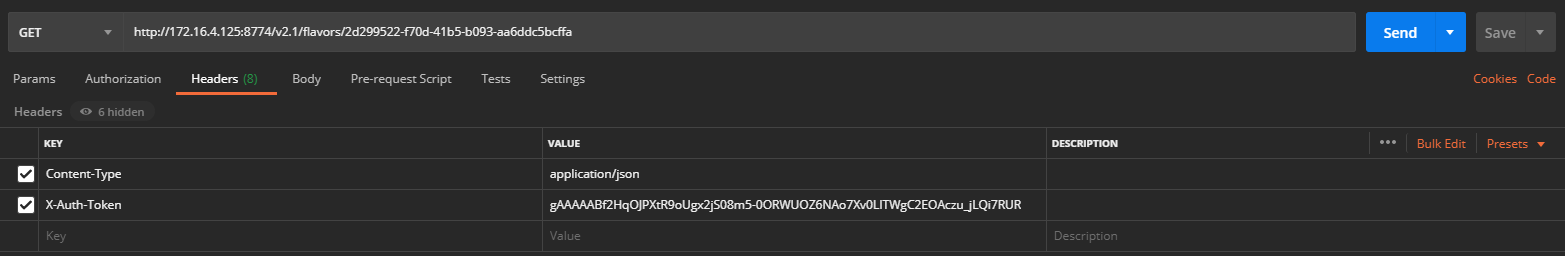 GET http://172.16.4.125:8774/v2.1/flavors/2d299522-f70d-41b5-b093-aa6ddc5bcffa Send Save
Params Authorization Headers (8) Body Pre-request Script Tests Settings Cookies Code
Headers 6 hidden
KEY VALUE DESCRIPTION ••• Bulk Edit Presets
Content-Type application/json
X-Auth-Token gAAAAABf2HqOJPXtR9oUgx2jS08m5-0ORWUOZ6NAo7Xv0LlTWgC2EOAczu_jLQi7RUR
Key Value Description